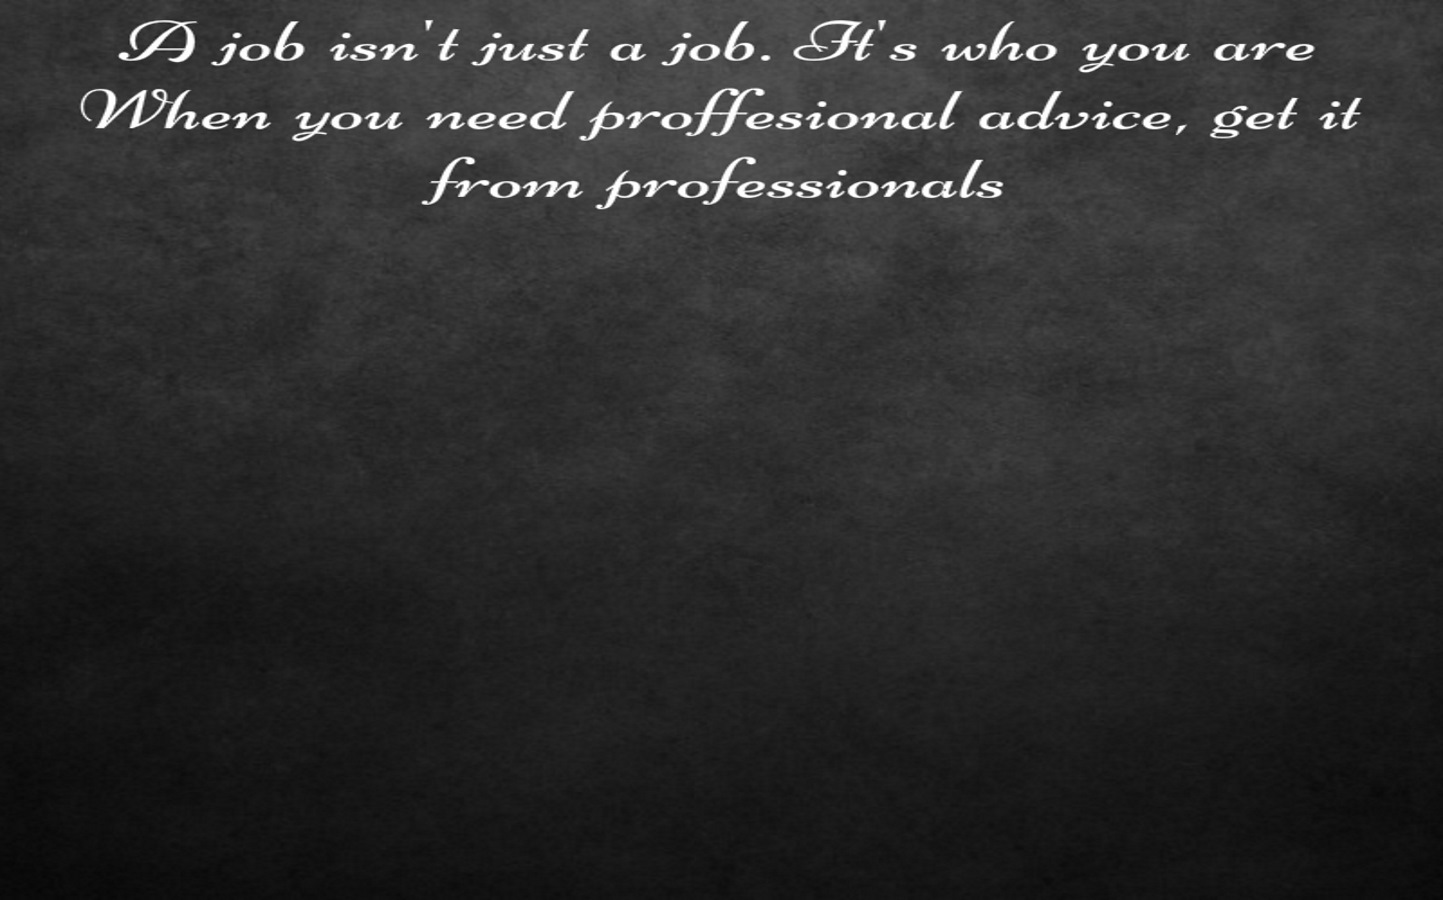 A job isn't just a job. It's who you are
When you need proffesional advice, get it
from professionals